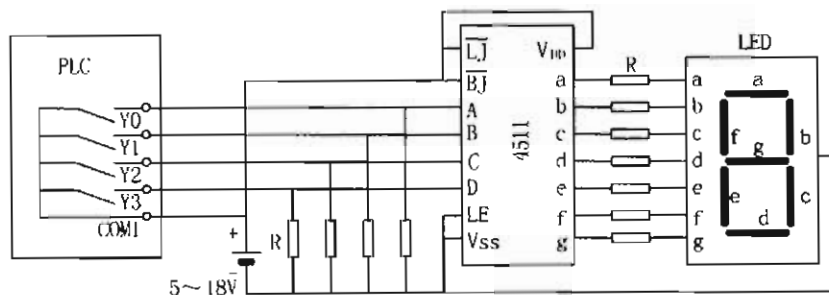 PLC
Y0
Y1
Y2
Y3
COM1
+
R
5~18V
LJ
BJ
A
B
C
D
LE
Vss
4511
VDD
a
b
c
d
e
f
g
R
LED
a
b
c
d
e
f
g
a
f
b
g
e
c
d